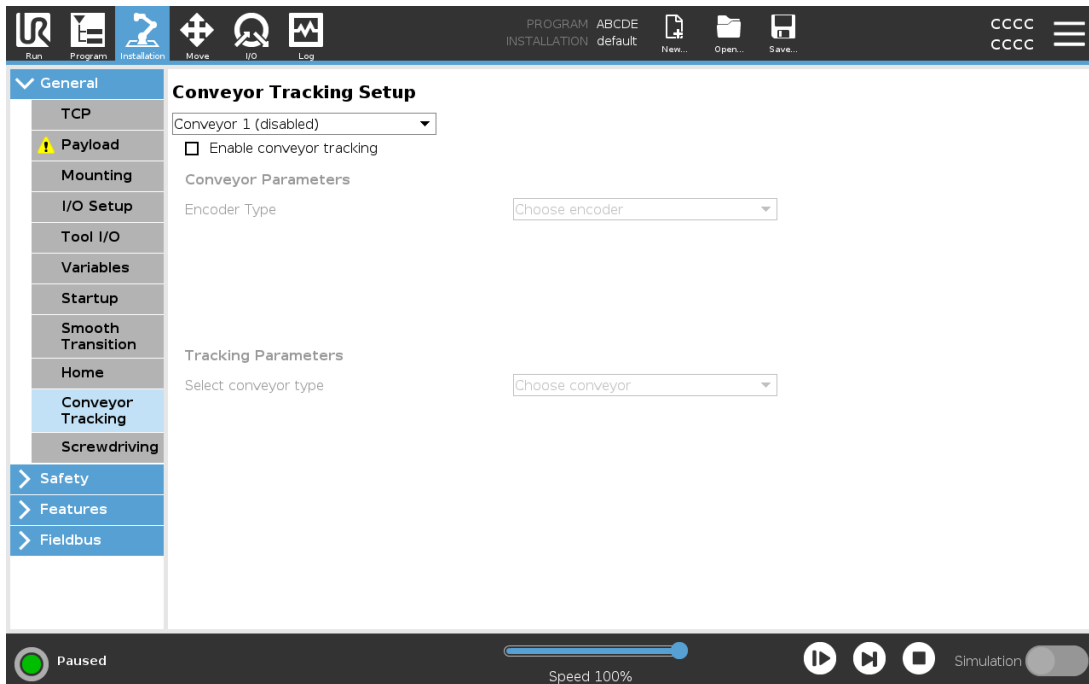 PROGRAM ABCDE
INSTALLATION default
CCCC
CCCC
Run Program Installation Move I/O Log New... Open... Save...
General
TCP
Payload
Mounting
I/O Setup
Tool I/O
Variables
Startup
Smooth
Transition
Home
Conveyor
Tracking
Screwdriving
Safety
Features
Fieldbus
Conveyor Tracking Setup
Conveyor 1 (disabled)
Enable conveyor tracking
Conveyor Parameters
Encoder Type Choose encoder
Tracking Parameters
Select conveyor type Choose conveyor
Paused
Speed 100%
Simulation